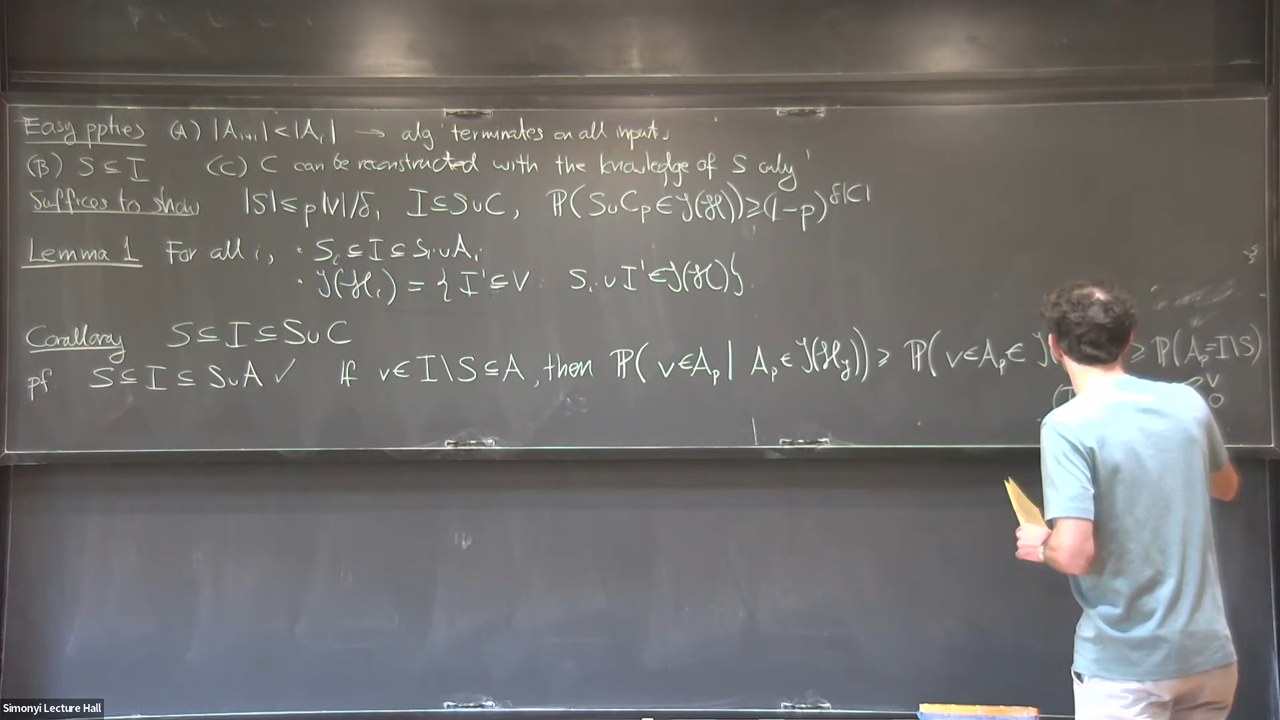 Easy ppties (A) |A_{i+1}| < |A_i| → alg terminates on all input,
(B) S ⊆ I (C) C can be reconstructed with the knowledge of S only
Suffices to show |S| ≤ p|V|/δ, I ⊆ S∪C, ℙ(S∪C_p ∈ 𝓘(𝓗)) ≥ (1-p)^{δ|C|}
Lemma 1 For all i, · S_i ⊆ I ⊆ S_i ∪ A_i
· 𝓘(𝓗_i) = { I' ⊆ V : S_i ∪ I' ∈ 𝓘(𝓗) }
Corollary S ⊆ I ⊆ S∪C
pf S ⊆ I ⊆ S∪A ✓ If v ∈ I\S ⊆ A, then ℙ( v∈A_p | A_p ∈ 𝓘(𝓗_y)) ≥ ℙ( v∈A_p ∈ ≥ ℙ(A_p = I\S)
V
0
Simonyi Lecture Hall